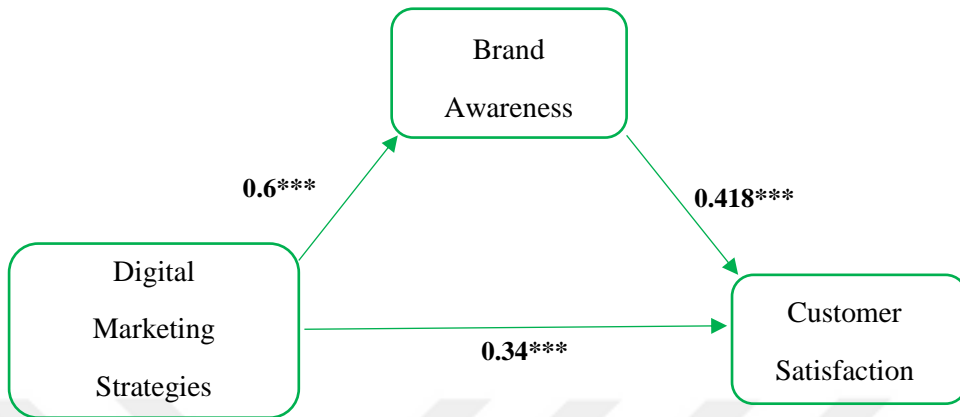 Brand
Awareness
0.6***
0.418***
Digital
Marketing
Strategies
0.34***
Customer
Satisfaction